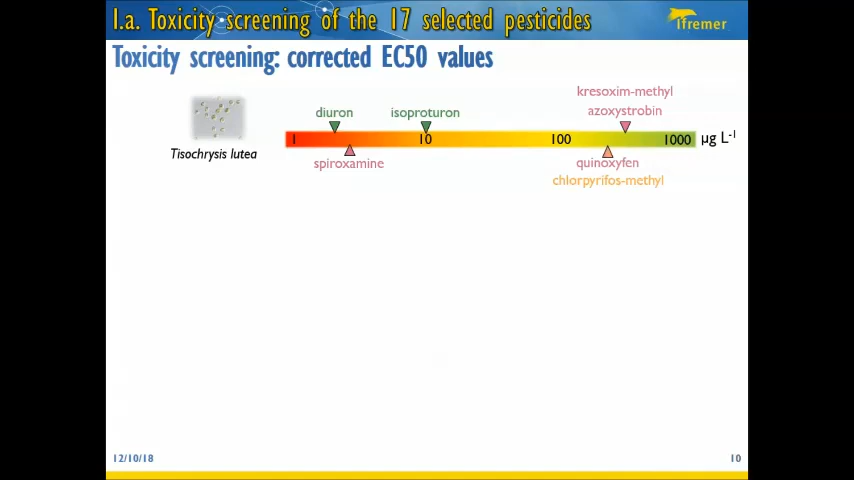 I.a. Toxicity screening of the 17 selected pesticides
ifremer
Toxicity screening: corrected EC50 values
kresoxim-methyl
diuron isoproturon azoxystrobin
1 10 100 1000 µg L-1
Tisochrysis lutea
spiroxamine quinoxyfen
chlorpyrifos-methyl
12/10/18 10